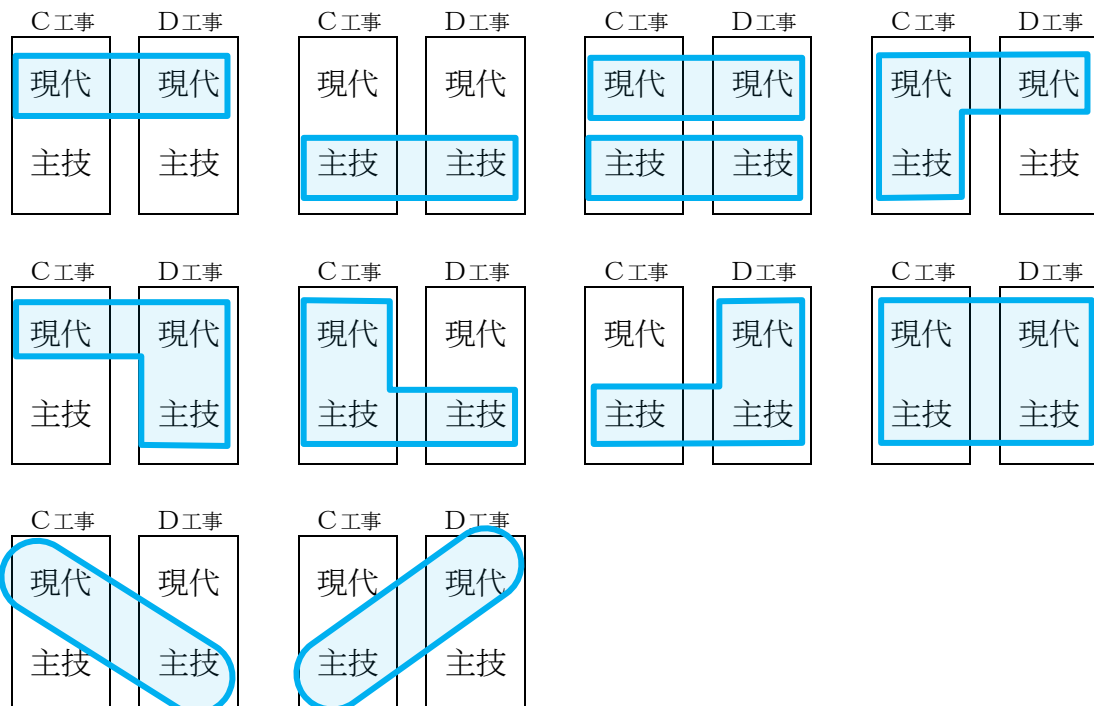 C工事 D工事 C工事 D工事 C工事 D工事 C工事 D工事
現代 現代 現代 現代 現代 現代 現代 現代
主技 主技 主技 主技 主技 主技 主技 主技
C工事 D工事 C工事 D工事 C工事 D工事 C工事 D工事
現代 現代 現代 現代 現代 現代 現代 現代
主技 主技 主技 主技 主技 主技 主技 主技
C工事 D工事 C工事 D工事
現代 現代 現代 現代
主技 主技 主技 主技